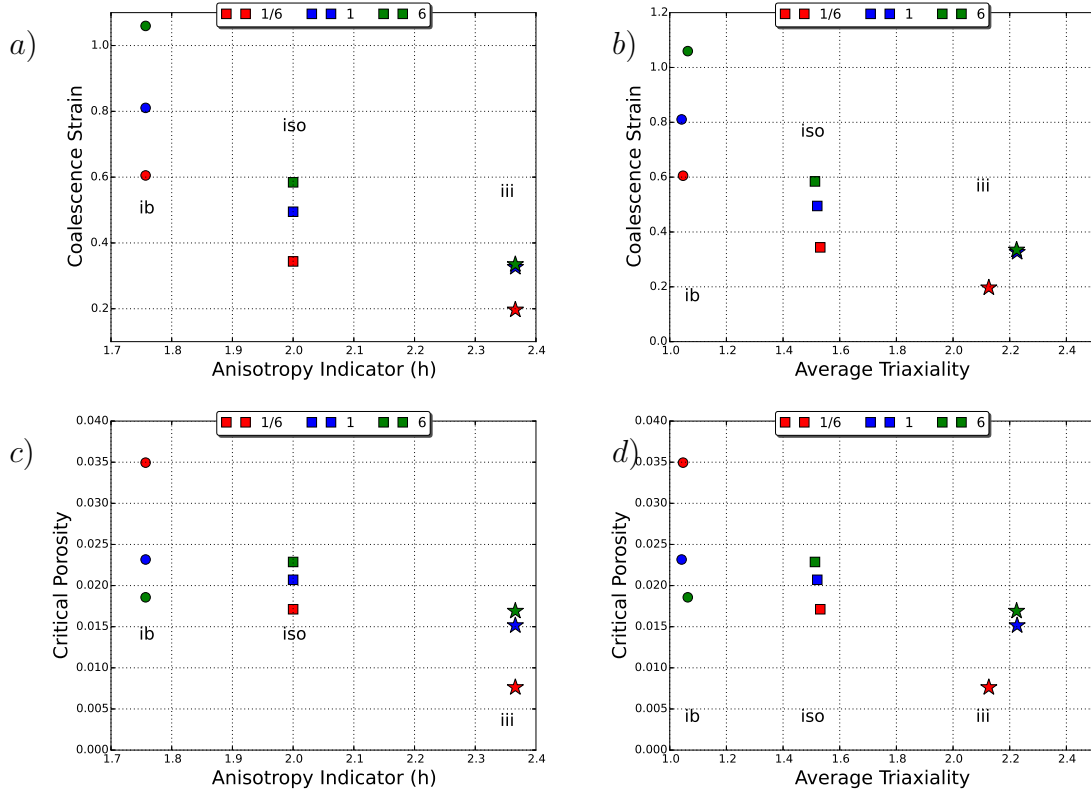 a)
1/6 1 6
Coalescence Strain
1.0
0.8
0.6
0.4
0.2
iso
iii
ib
1.7 1.8 1.9 2.0 2.1 2.2 2.3 2.4
Anisotropy Indicator (h)
b)
1/6 1 6
Coalescence Strain
1.2
1.0
0.8
0.6
0.4
0.2
0.0
iso
iii
ib
1.0 1.2 1.4 1.6 1.8 2.0 2.2 2.4
Average Triaxiality
c)
1/6 1 6
Critical Porosity
0.040
0.035
0.030
0.025
0.020
0.015
0.010
0.005
0.000
ib
iso
iii
1.7 1.8 1.9 2.0 2.1 2.2 2.3 2.4
Anisotropy Indicator (h)
d)
1/6 1 6
Critical Porosity
0.040
0.035
0.030
0.025
0.020
0.015
0.010
0.005
0.000
ib iso iii
1.0 1.2 1.4 1.6 1.8 2.0 2.2
Average Triaxiality